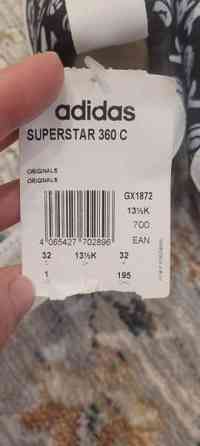 adidas
SUPERSTAR 360 C
ORIGINALS
ORIGINALS
GX1872
13½K
700
EAN
4 065427 702896
32 13½K 32
1 195